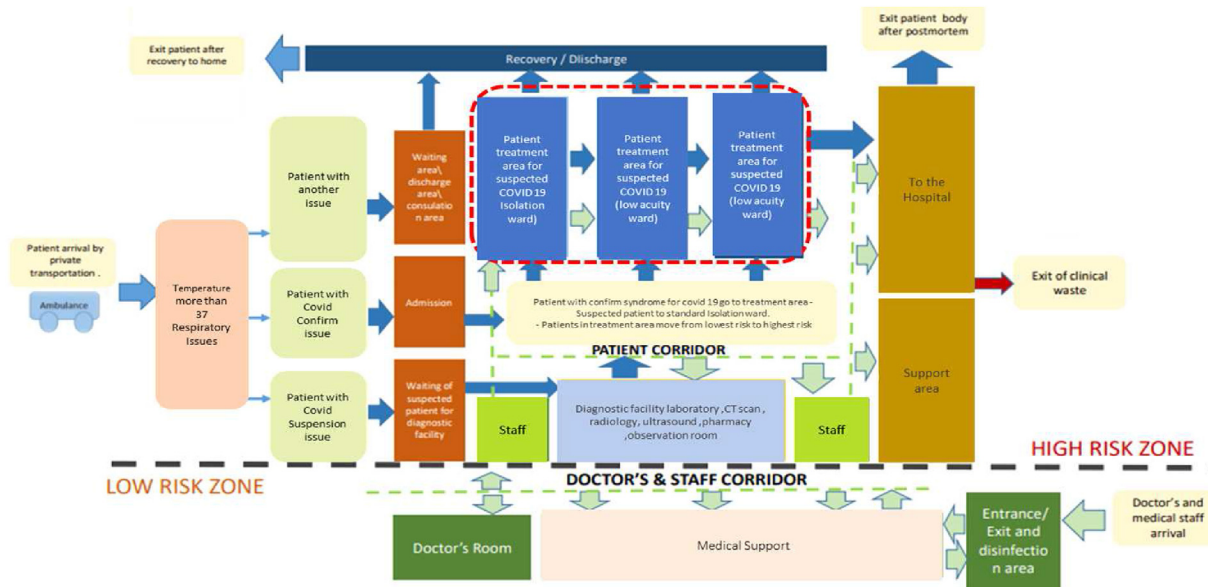 Exit patient body
after postmortem
Exit patient after
recovery to home
Recovery / Discharge
Patient with
another
issue
Waiting
area\
discharge
area\
consulatio
n area
Patient
treatment
area for
suspected
COVID 19
Isolation
ward)
Patient
treatment
area for
suspected
COVID 19
(low acuity
ward)
Patient
treatment
area for
suspected
COVID 19
(low acuity
ward)
To the
Hospital
Patient arrival by
private
transportation .
Ambulance
Temperature
more than
37
Respiratory
Issues
Patient with
Covid
Confirm
issue
Admission
Patient with confirm syndrome for covid 19 go to treatment area-
Suspected patient to standard Isolation ward.
- Patients in treatment area move from lowest risk to highest risk
Exit of clinical
waste
PATIENT CORRIDOR
Patient with
Covid
Suspension
issue
Waiting of
suspected
patient for
diagnostic
facility
Staff
Diagnostic facility laboratory ,CT scan ,
radiology, ultrasound ,pharmacy
,observation room
Staff
Support
area
HIGH RISK ZONE
LOW RISK ZONE
DOCTOR'S & STAFF CORRIDOR
Doctor's Room
Medical Support
Entrance/
Exit and
disinfectio
n area
Doctor's and
medical staff
arrival